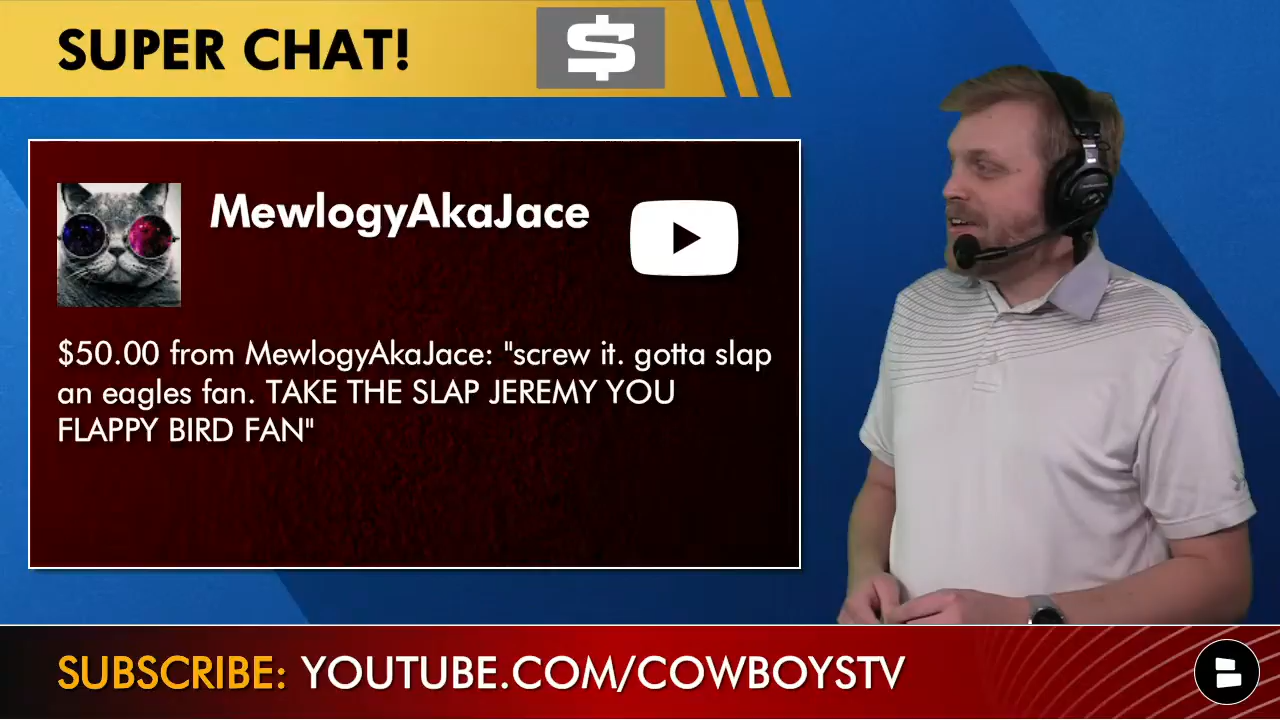 SUPER CHAT!
MewlogyAkaJace
$50.00 from MewlogyAkaJace: "screw it. gotta slap
an eagles fan. TAKE THE SLAP JEREMY YOU
FLAPPY BIRD FAN"
SUBSCRIBE: YOUTUBE.COM/COWBOYSTV